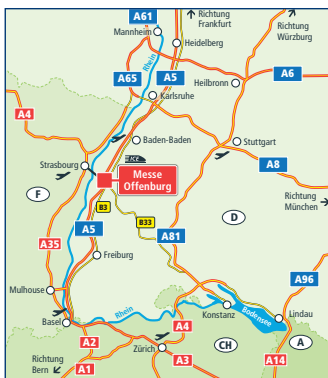 A61
Richtung
Frankfurt
Richtung
Würzburg
Mannheim
Rhein
Heidelberg
A65
A5
Heilbronn
A6
Karlsruhe
A4
Baden-Baden
Stuttgart
ICE
Strasbourg
Messe
Offenburg
A8
F
B3
B33
D
Richtung
München
A35
A5
A81
Freiburg
A96
Mulhouse
Rhein
Konstanz
Bodensee
Lindau
Basel
A4
A2
Zürich
CH
A
Richtung
Bern
A1
A3
A14